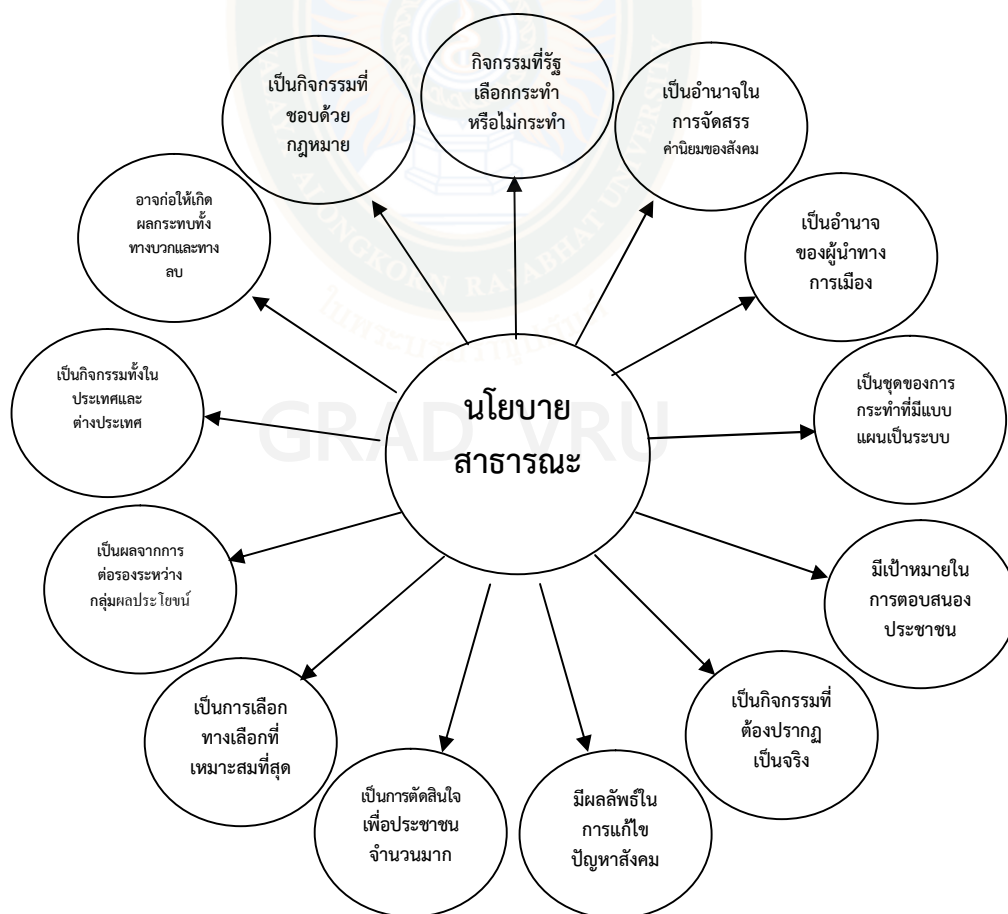 กิจกรรมที่รัฐ
เลือกกระทำ
หรือไม่กระทำ
เป็นอำนาจใน
การจัดสรร
ค่านิยมของสังคม
เป็นอำนาจ
ของผู้นำทาง
การเมือง
เป็นชุดของการ
กระทำที่มีแบบ
แผนเป็นระบบ
มีเป้าหมายใน
การตอบสนอง
ประชาชน
เป็นกิจกรรมที่
ต้องปรากฏ
เป็นจริง
มีผลลัพธ์ใน
การแก้ไข
ปัญหาสังคม
เป็นการตัดสินใจ
เพื่อประชาชน
จำนวนมาก
เป็นการเลือก
ทางเลือกที่
เหมาะสมที่สุด
เป็นผลจากการ
ต่อรองระหว่าง
กลุ่มผลประโยชน์
เป็นกิจกรรมทั้งใน
ประเทศและ
ต่างประเทศ
อาจก่อให้เกิด
ผลกระทบทั้ง
ทางบวกและทาง
ลบ
เป็นกิจกรรมที่
ชอบด้วย
กฎหมาย
นโยบาย
สาธารณะ
GRAD VRU
ALONGKORN RAJABHAT UNIVERSITY